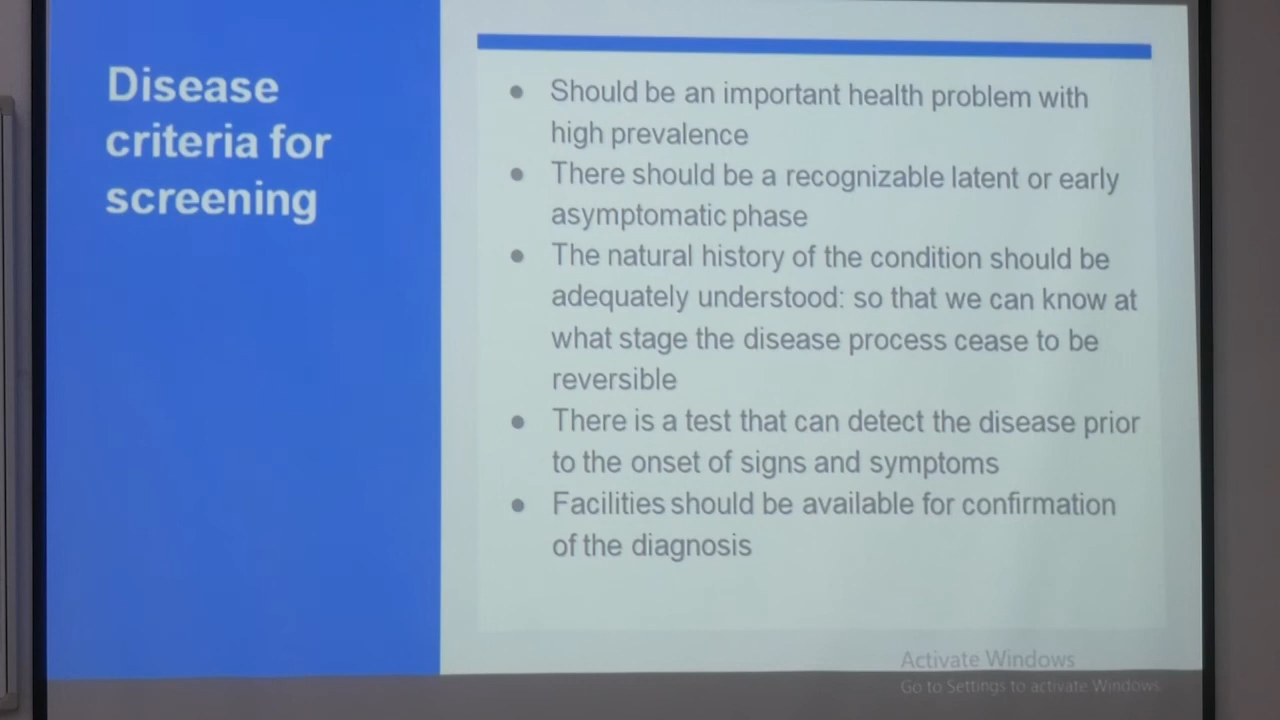 Disease
criteria for
screening
● Should be an important health problem with
high prevalence
● There should be a recognizable latent or early
asymptomatic phase
● The natural history of the condition should be
adequately understood: so that we can know at
what stage the disease process cease to be
reversible
● There is a test that can detect the disease prior
to the onset of signs and symptoms
● Facilities should be available for confirmation
of the diagnosis
Activate Windows
Go to Settings to activate Windows.